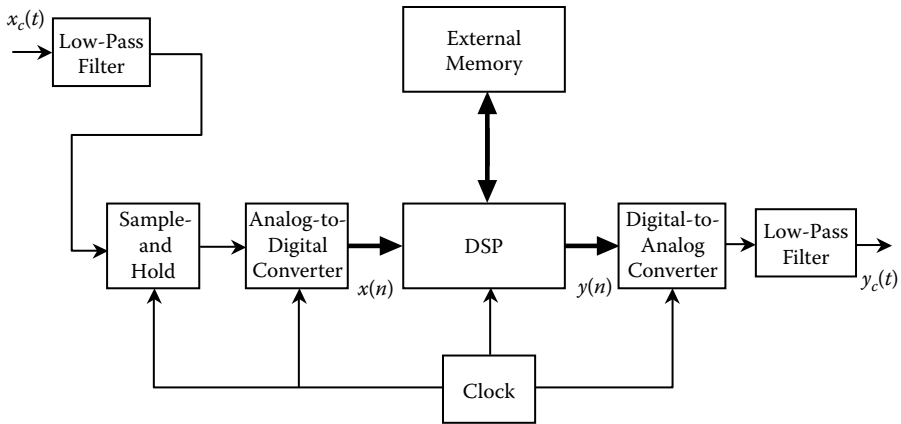 x_c(t)
Low-Pass
Filter
External
Memory
Sample-
and
Hold
Analog-to-
Digital
Converter
x(n)
DSP
y(n)
Digital-to-
Analog
Converter
Low-Pass
Filter
y_c(t)
Clock